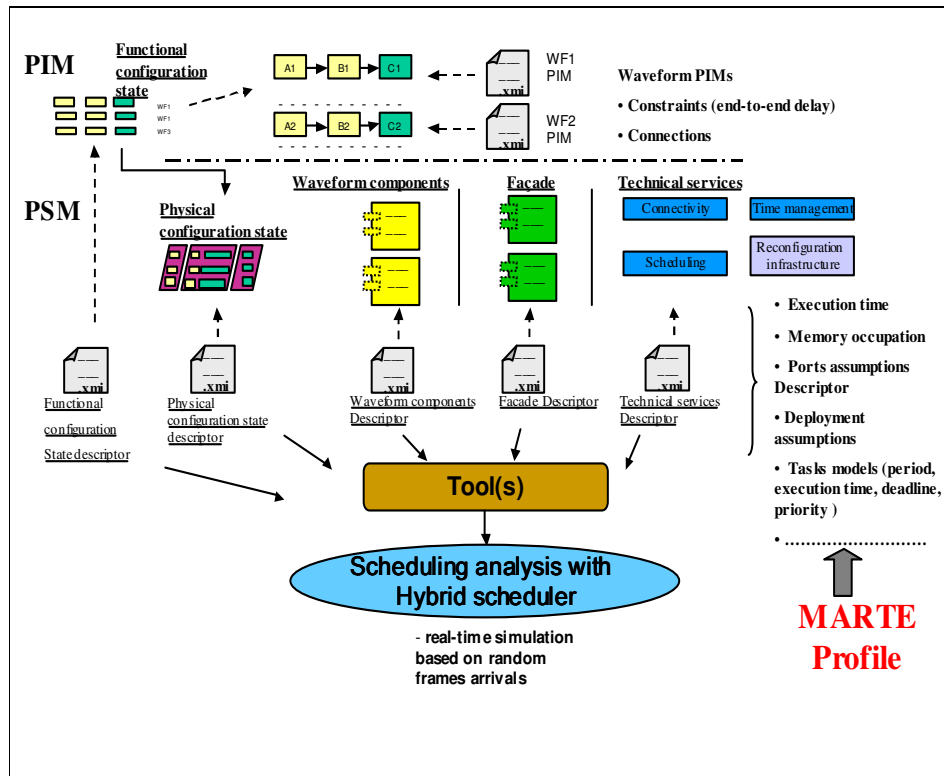 PIM
Functional
configuration
state
WF1
WF1
WF3
A1
B1
C1
.xmi
WF1
PIM
A2
B2
C2
.xmi
WF2
PIM
Waveform PIMs
• Constraints (end-to-end delay)
• Connections
PSM
Physical
configuration state
Waveform components
Façade
Technical services
Connectivity
Time management
Scheduling
Reconfiguration
infrastructure
.xmi
Functional
configuration
State descriptor
.xmi
Physical
configuration state
descriptor
.xmi
Waveform components
Descriptor
.xmi
Facade Descriptor
.xmi
Technical services
Descriptor
• Execution time
• Memory occupation
• Ports assumptions
Descriptor
• Deployment
assumptions
• Tasks models (period,
execution time, deadline,
priority )
• ...........................
Tool(s)
Scheduling analysis with
Hybrid scheduler
- real-time simulation
based on random
frames arrivals
MARTE
Profile